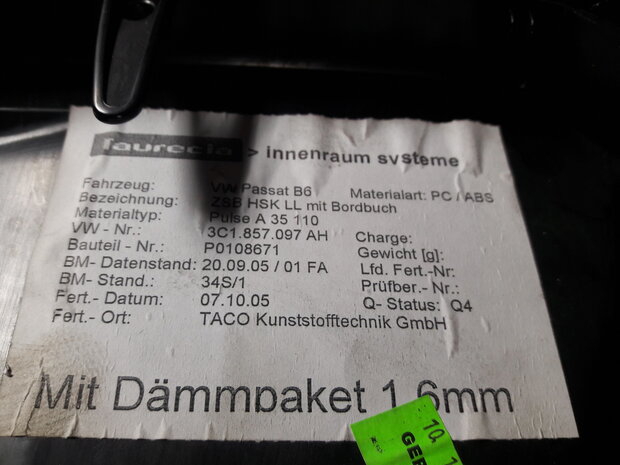 faurecia > innenraum systeme
Fahrzeug: VW Passat B6 Materialart: PC / ABS
Bezeichnung: ZSB HSK LL mit Bordbuch
Materialtyp: Pulse A 35 110
VW - Nr.: 3C1.857.097 AH Charge:
Bauteil - Nr.: P0108671 Gewicht [g]:
BM- Datenstand: 20.09.05 / 01 FA Lfd. Fert.-Nr:
BM- Stand.: 34S/1 Prüfber.- Nr.:
Fert.- Datum: 07.10.05 Q- Status: Q4
Fert.- Ort: TACO Kunststofftechnik GmbH
Mit Dämmpaket 1,6mm
10.
GEP